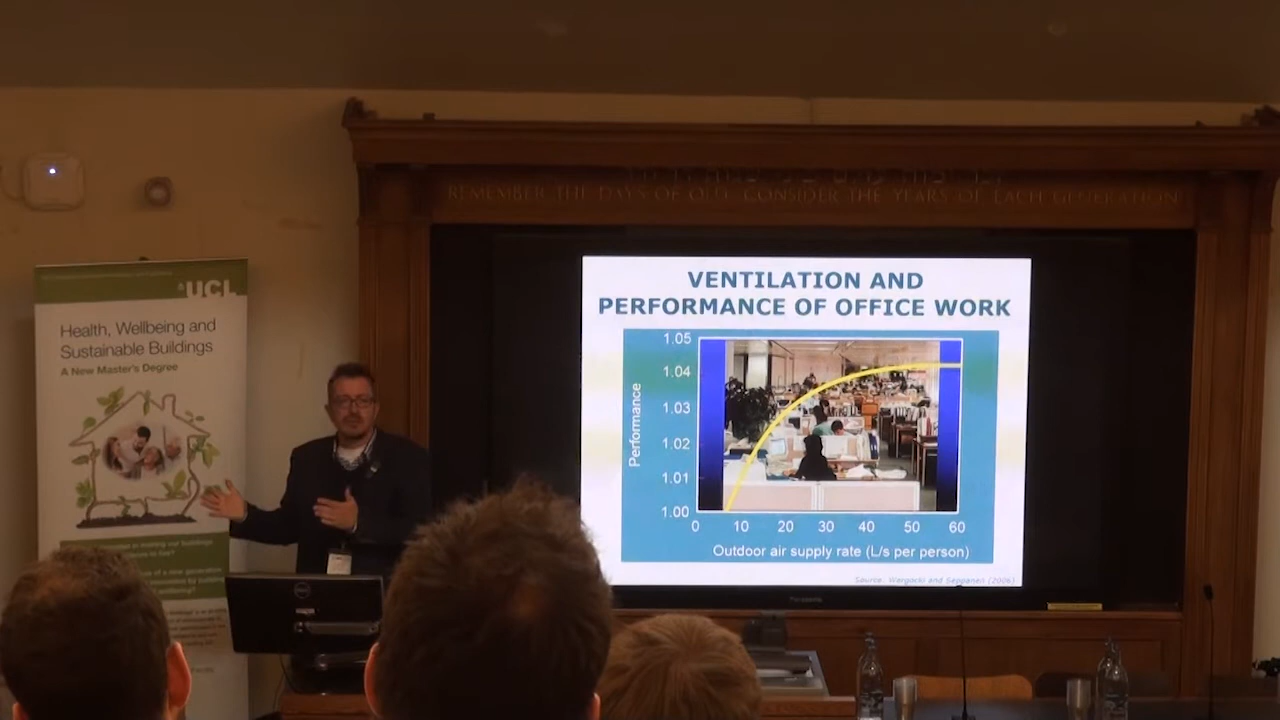 REMEMBER THE DAYS OF OLD CONSIDER THE YEARS OF EACH GENERATION
UCL
Health, Wellbeing and
Sustainable Buildings
A New Master's Degree
VENTILATION AND
PERFORMANCE OF OFFICE WORK
1.05
1.04
1.03
1.02
1.01
1.00
Performance
0 10 20 30 40 50 60
Outdoor air supply rate (L/s per person)
Source: Wargocki and Seppanen (2006)
DELL
Panasonic